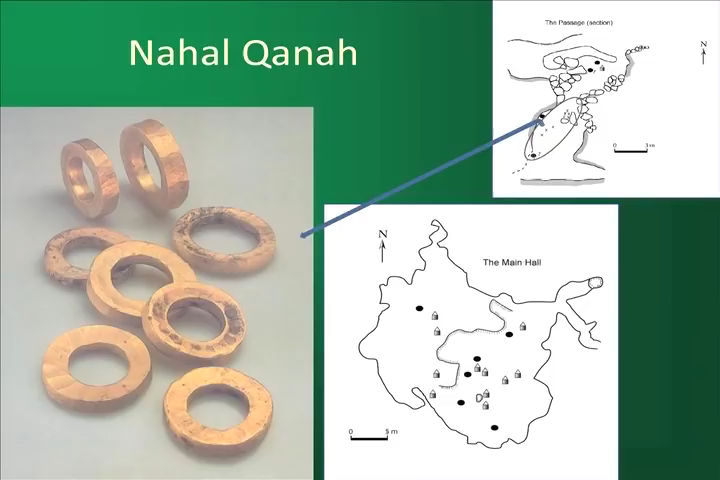 Nahal Qanah
The Passage (section)
N
0 3 m
N
The Main Hall
0 5 m